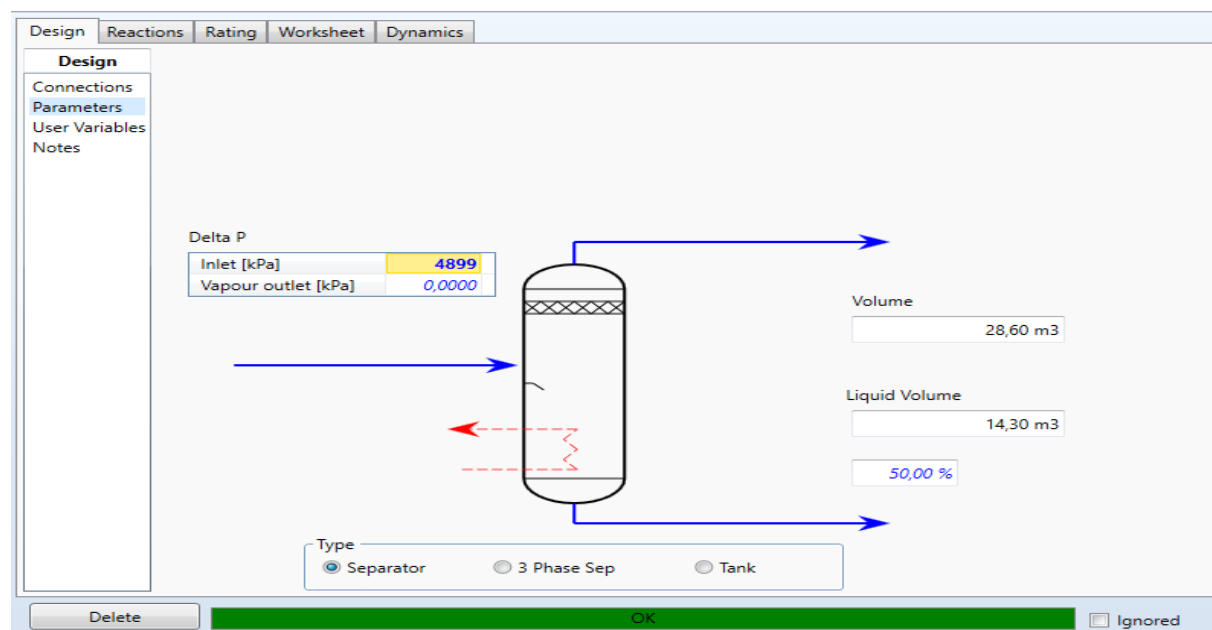 Design Reactions Rating Worksheet Dynamics
Design
Connections
Parameters
User Variables
Notes
Delta P
Inlet [kPa] 4899
Vapour outlet [kPa] 0,0000
Volume
28,60 m3
Liquid Volume
14,30 m3
50,00 %
Type
Separator 3 Phase Sep Tank
Delete OK Ignored